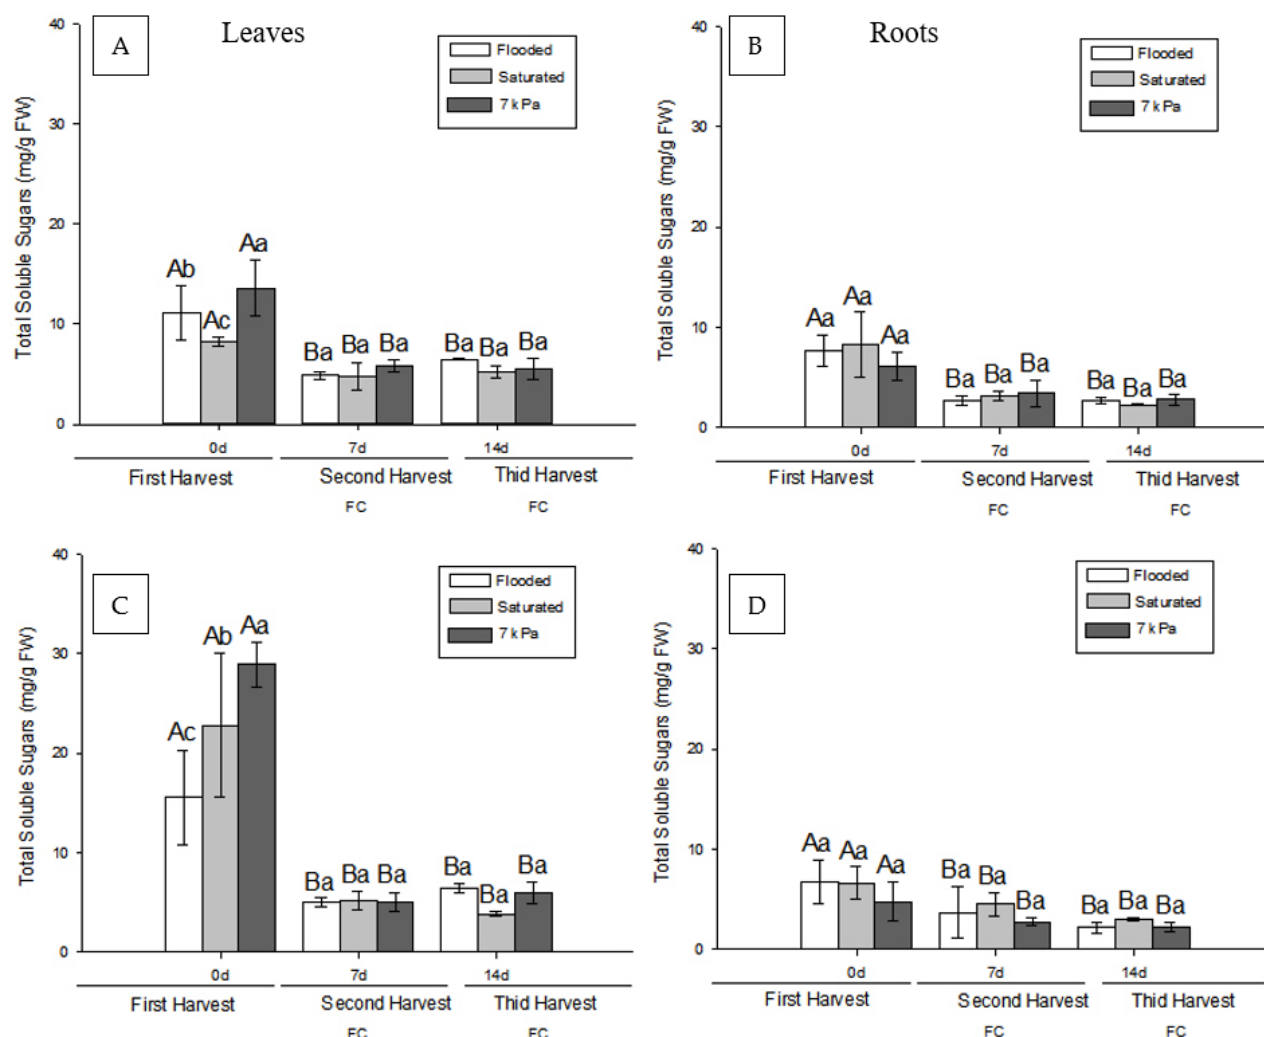 A
Leaves
Total Soluble Sugars (mg/g FW)
40
30
20
10
0
Flooded
Saturated
7 kPa
Ab
Ac
Aa
Ba
Ba
Ba
Ba
Ba
Ba
0d
7d
14d
First Harvest
Second Harvest
Thid Harvest
FC
FC
B
Roots
Total Soluble Sugars (mg/g FW)
40
30
20
10
0
Flooded
Saturated
7 kPa
Aa
Aa
Aa
Ba
Ba
Ba
Ba
Ba
Ba
0d
7d
14d
First Harvest
Second Harvest
Thid Harvest
FC
FC
C
Total Soluble Sugars (mg/g FW)
40
30
20
10
0
Flooded
Saturated
7 kPa
Ac
Ab
Aa
Ba
Ba
Ba
Ba
Ba
Ba
0d
7d
14d
First Harvest
Second Harvest
Thid Harvest
FC
FC
D
Total Soluble Sugars (mg/g FW)
40
30
20
10
0
Flooded
Saturated
7 kPa
Aa
Aa
Aa
Ba
Ba
Ba
Ba
Ba
Ba
0d
7d
14d
First Harvest
Second Harvest
Thid Harvest
FC
FC